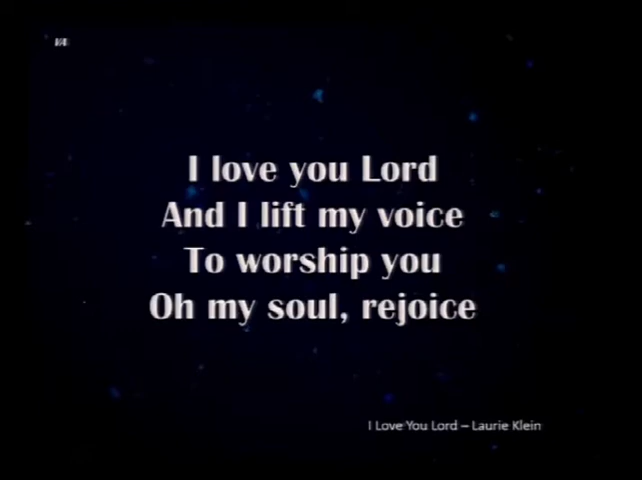 I love you Lord
And I lift my voice
To worship you
Oh my soul, rejoice
I Love You Lord – Laurie Klein